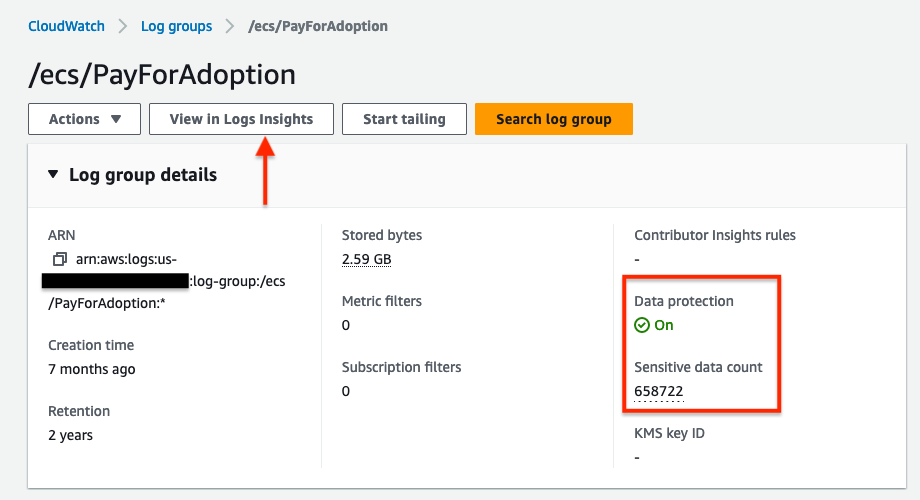 CloudWatch > Log groups > /ecs/PayForAdoption
/ecs/PayForAdoption
Actions ▼ View in Logs Insights Start tailing Search log group
▼ Log group details
ARN
arn:aws:logs:us-
:log-group:/ecs
/PayForAdoption:*
Creation time
7 months ago
Retention
2 years
Stored bytes
2.59 GB
Metric filters
0
Subscription filters
0
Contributor Insights rules
-
Data protection
On
Sensitive data count
658722
KMS key ID
-